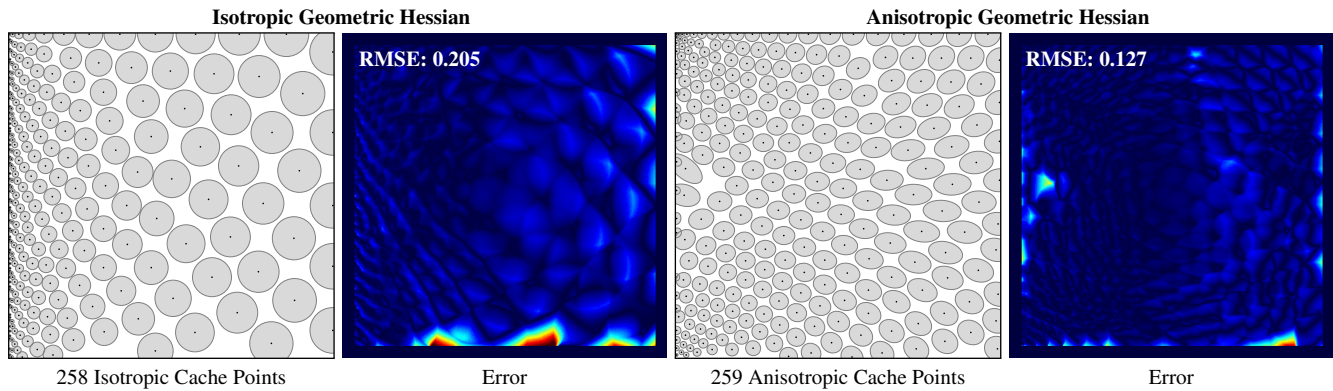 Isotropic Geometric Hessian
Anisotropic Geometric Hessian
RMSE: 0.205
RMSE: 0.127
258 Isotropic Cache Points
Error
259 Anisotropic Cache Points
Error